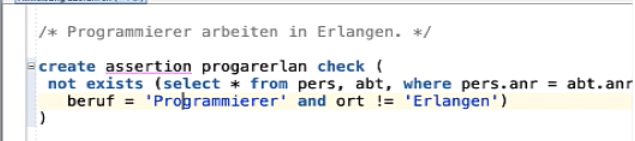 /* Programmierer arbeiten in Erlangen. */
create assertion progarerlan check (
not exists (select * from pers, abt, where pers.anr = abt.anr
beruf = 'Programmierer' and ort != 'Erlangen')
)